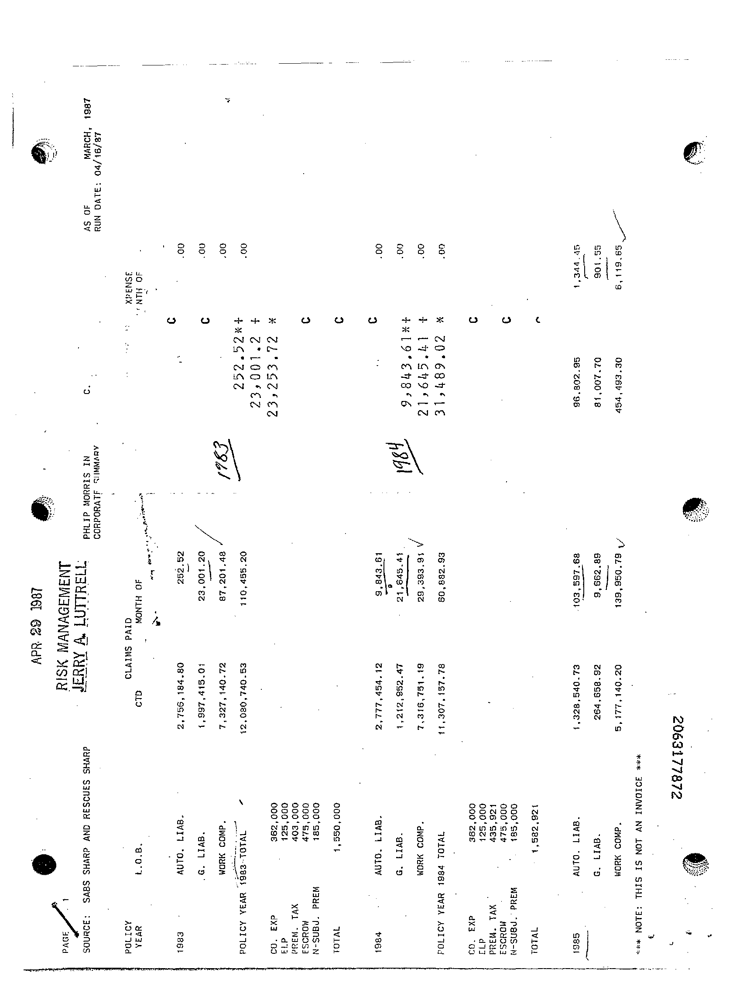 APR 29 1987
RISK MANAGEMENT
JERRY A. LUTTRELL
PAGE 1
SOURCE: SABS SHARP AND RESCUES SHARP
PHLIP MORRIS IN C.
CORPORATE SUMMARY
AS OF MARCH, 1987
RUN DATE: 04/16/87
POLICY YEAR L.O.B. CTD CLAIMS PAID MONTH OF XPENSE NTH OF
1983 AUTO. LIAB. 2,756,184.80 252.52 C .00
G. LIAB. 1,997,415.01 23,001.20 C .00
WORK COMP. 7,327,140.72 87,201.48 .00
1983
POLICY YEAR 1983 TOTAL 12,080,740.53 110,455.20 .00
252.52*+
23,001.2 +
23,253.72 *
CO. EXP 362,000
ELP 125,000
PREM. TAX 403,000
ESCROW 475,000
N-SUBJ. PREM 185,000
C
TOTAL 1,550,000 C
1984 AUTO. LIAB. 2,777,454.12 9,843.61 C .00
G. LIAB. 1,212,952.47 21,645.41 .00
WORK COMP. 7,316,751.19 29,393.91 .00
1984
POLICY YEAR 1984 TOTAL 11,307,157.78 60,882.93 .00
9,843.61*+
21,645.41 +
31,489.02 *
CO. EXP 362,000
ELP 125,000
PREM. TAX 435,921
ESCROW 475,000
N-SUBJ. PREM 185,000
C
C
TOTAL 1,582,921
1985 AUTO. LIAB. 1,328,540.73 103,597.68 96,802.95 1,344.45
G. LIAB. 264,658.92 9,662.89 81,007.70 901.55
WORK COMP. 5,177,140.20 139,950.79 454,493.30 6,119.65
*** NOTE: THIS IS NOT AN INVOICE ***
2063177872